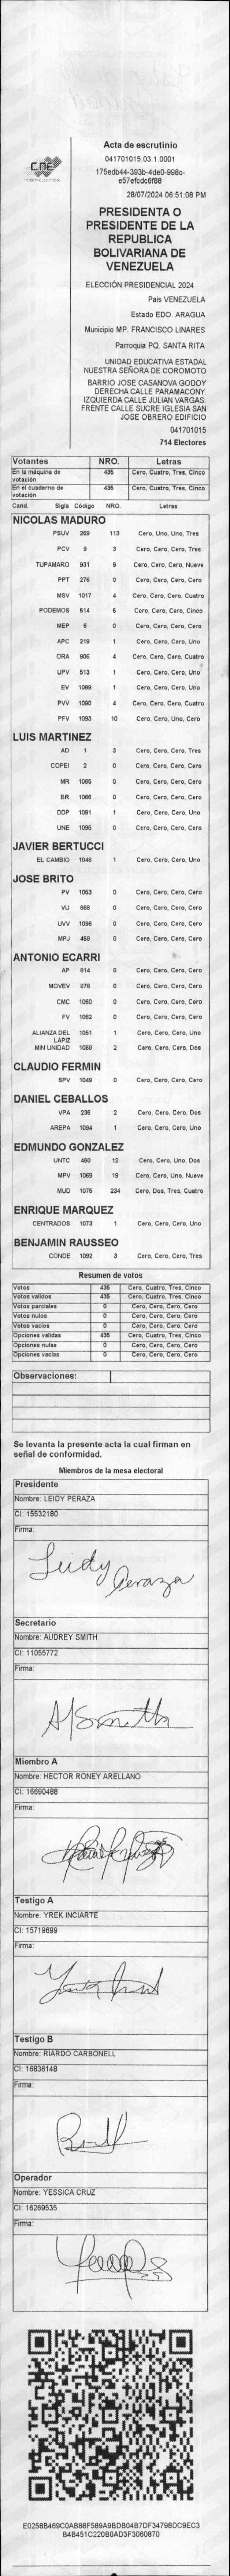 CNE
Acta de escrutinio
041701015.03.1.0001
175edb44-393b-4de0-998c-
e57efcdc6f88
28/07/2024 06:51:08 PM
PRESIDENTA O
PRESIDENTE DE LA
REPUBLICA
BOLIVARIANA DE
VENEZUELA
ELECCIÓN PRESIDENCIAL 2024
Pais VENEZUELA
Estado EDO. ARAGUA
Municipio MP. FRANCISCO LINARES
Parroquia PQ. SANTA RITA
UNIDAD EDUCATIVA ESTADAL
NUESTRA SEÑORA DE COROMOTO
BARRIO JOSE CASANOVA GODOY
DERECHA CALLE PARAMACONY.
IZQUIERDA CALLE JULIAN VARGAS.
FRENTE CALLE SUCRE IGLESIA SAN
JOSE OBRERO EDIFICIO
041701015
714 Electores
Votantes NRO. Letras
En la máquina de votación 435 Cero, Cuatro, Tres, Cinco
En el cuaderno de votación 435 Cero, Cuatro, Tres, Cinco
Cand. Sigla Código NRO. Letras
NICOLAS MADURO
PSUV 269 113 Cero, Uno, Uno, Tres
PCV 9 3 Cero, Cero, Cero, Tres
TUPAMARO 931 9 Cero, Cero, Cero, Nueve
PPT 276 0 Cero, Cero, Cero, Cero
MSV 1017 4 Cero, Cero, Cero, Cuatro
PODEMOS 514 5 Cero, Cero, Cero, Cinco
MEP 6 0 Cero, Cero, Cero, Cero
APC 219 1 Cero, Cero, Cero, Uno
ORA 906 4 Cero, Cero, Cero, Cuatro
UPV 513 1 Cero, Cero, Cero, Uno
EV 1089 1 Cero, Cero, Cero, Uno
PVV 1090 4 Cero, Cero, Cero, Cuatro
PFV 1093 10 Cero, Cero, Uno, Cero
LUIS MARTINEZ
AD 1 3 Cero, Cero, Cero, Tres
COPEI 2 0 Cero, Cero, Cero, Cero
MR 1065 0 Cero, Cero, Cero, Cero
BR 1066 0 Cero, Cero, Cero, Cero
DDP 1091 1 Cero, Cero, Cero, Uno
UNE 1095 0 Cero, Cero, Cero, Cero
JAVIER BERTUCCI
EL CAMBIO 1046 1 Cero, Cero, Cero, Uno
JOSE BRITO
PV 1053 0 Cero, Cero, Cero, Cero
VU 868 0 Cero, Cero, Cero, Cero
UVV 1096 0 Cero, Cero, Cero, Cero
MPJ 459 0 Cero, Cero, Cero, Cero
ANTONIO ECARRI
AP 814 0 Cero, Cero, Cero, Cero
MOVEV 878 0 Cero, Cero, Cero, Cero
CMC 1050 0 Cero, Cero, Cero, Cero
FV 1062 0 Cero, Cero, Cero, Cero
ALIANZA DEL LAPIZ 1051 1 Cero, Cero, Cero, Uno
MIN UNIDAD 1068 2 Cero, Cero, Cero, Dos
CLAUDIO FERMIN
SPV 1049 0 Cero, Cero, Cero, Cero
DANIEL CEBALLOS
VPA 236 2 Cero, Cero, Cero, Dos
AREPA 1094 1 Cero, Cero, Cero, Uno
EDMUNDO GONZALEZ
UNTC 460 12 Cero, Cero, Uno, Dos
MPV 1069 19 Cero, Cero, Uno, Nueve
MUD 1075 234 Cero, Dos, Tres, Cuatro
ENRIQUE MARQUEZ
CENTRADOS 1073 1 Cero, Cero, Cero, Uno
BENJAMIN RAUSSEO
CONDE 1092 3 Cero, Cero, Cero, Tres
Resumen de votos
Votos 435 Cero, Cuatro, Tres, Cinco
Votos validos 435 Cero, Cuatro, Tres, Cinco
Votos parciales 0 Cero, Cero, Cero, Cero
Votos nulos 0 Cero, Cero, Cero, Cero
Votos vacios 0 Cero, Cero, Cero, Cero
Opciones validas 435 Cero, Cuatro, Tres, Cinco
Opciones nulas 0 Cero, Cero, Cero, Cero
Opciones vacias 0 Cero, Cero, Cero, Cero
Observaciones:
Se levanta la presente acta la cual firman en
señal de conformidad.
Miembros de la mesa electoral
Presidente
Nombre: LEIDY PERAZA
CI: 15532180
Firma:
Leidy Peraza
Secretario
Nombre: AUDREY SMITH
CI: 11055772
Firma:
A/Smith
Miembro A
Nombre: HECTOR RONEY ARELLANO
CI: 16690488
Firma:
Testigo A
Nombre: YREK INCIARTE
CI: 15719699
Firma:
Testigo B
Nombre: RIARDO CARBONELL
CI: 16836148
Firma:
Operador
Nombre: YESSICA CRUZ
CI: 16269535
Firma:
E0258B469C0AB88F589A9BDB04B7DF34798DC9EC3
B4B451C220B0AD3F3060870